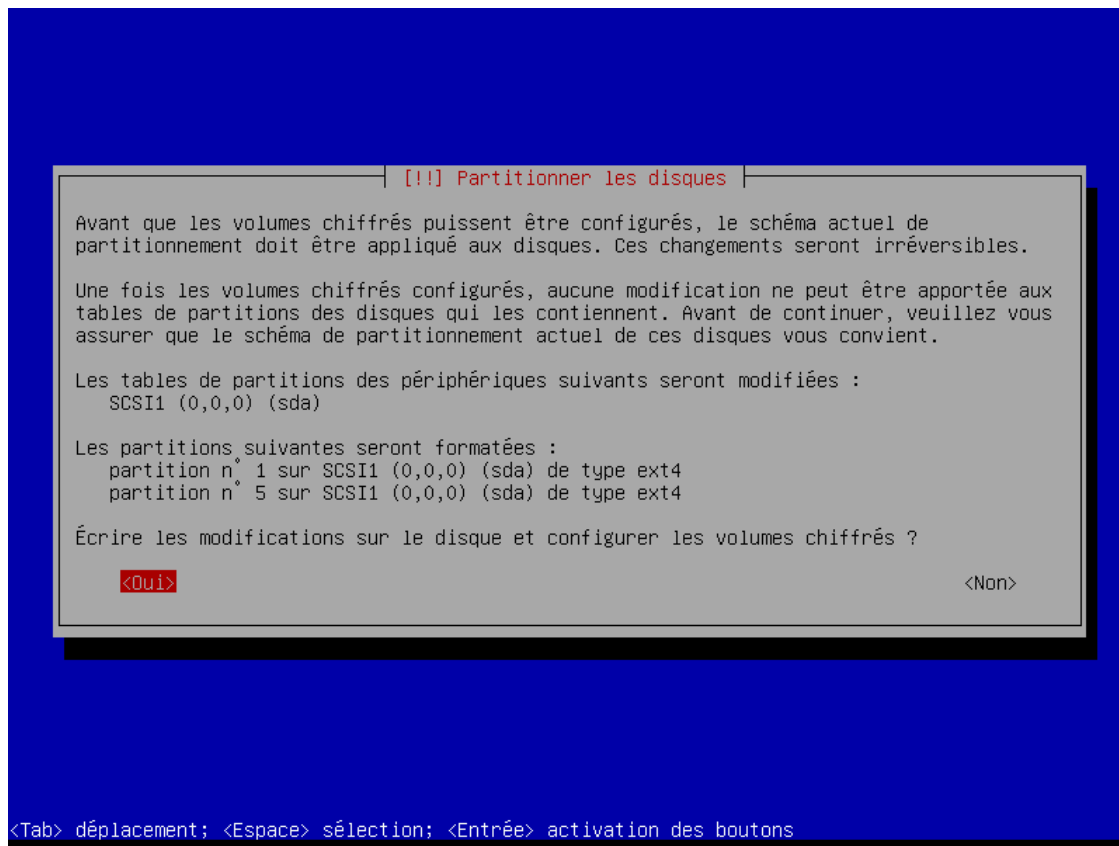 [!!] Partitionner les disques
Avant que les volumes chiffrés puissent être configurés, le schéma actuel de
partitionnement doit être appliqué aux disques. Ces changements seront irréversibles.
Une fois les volumes chiffrés configurés, aucune modification ne peut être apportée aux
tables de partitions des disques qui les contiennent. Avant de continuer, veuillez vous
assurer que le schéma de partitionnement actuel de ces disques vous convient.
Les tables de partitions des périphériques suivants seront modifiées :
SCSI1 (0,0,0) (sda)
Les partitions suivantes seront formatées :
partition n° 1 sur SCSI1 (0,0,0) (sda) de type ext4
partition n° 5 sur SCSI1 (0,0,0) (sda) de type ext4
Écrire les modifications sur le disque et configurer les volumes chiffrés ?
<Oui> <Non>
<Tab> déplacement; <Espace> sélection; <Entrée> activation des boutons